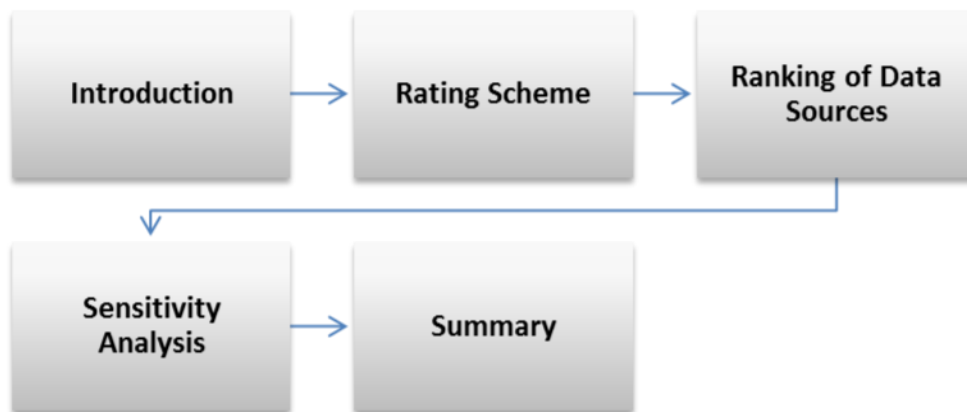 Introduction
Rating Scheme
Ranking of Data
Sources
Sensitivity
Analysis
Summary